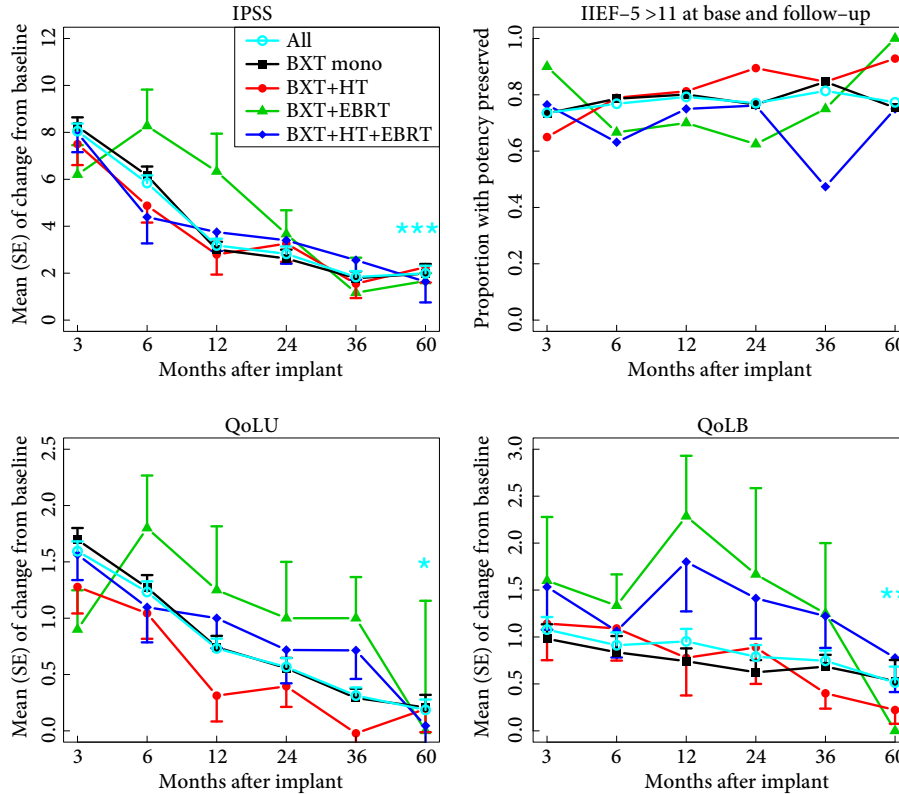 IPSS
Mean (SE) of change from baseline
12
10
8
6
4
2
0
All
BXT mono
BXT+HT
BXT+EBRT
BXT+HT+EBRT
***
3 6 12 24 36 60
Months after implant
IIEF–5 >11 at base and follow–up
Proportion with potency preserved
1.0
0.8
0.6
0.4
0.2
0.0
3 6 12 24 36 60
Months after implant
QoLU
Mean (SE) of change from baseline
2.5
2.0
1.5
1.0
0.5
0.0
*
3 6 12 24 36 60
Months after implant
QoLB
Mean (SE) of change from baseline
3.0
2.5
2.0
1.5
1.0
0.5
0.0
**
3 6 12 24 36 60
Months after implant